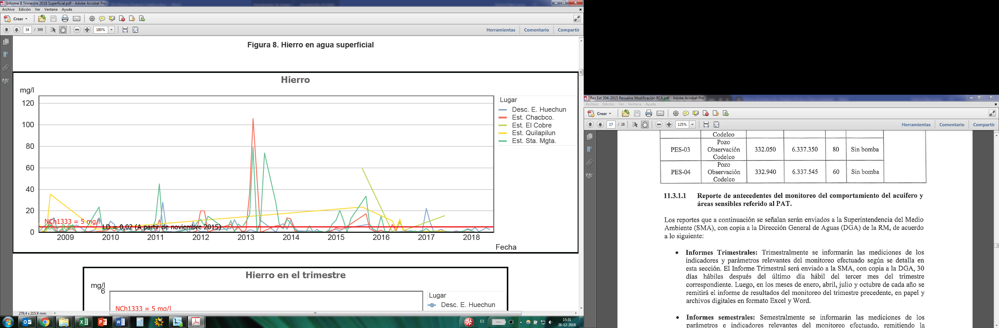 Informe II Trimestre 2018 Superficial.pdf - Adobe Acrobat Pro
Archivo Edición Ver Ventana Ayuda
Crear
34 / 309 180% Herramientas Comentario Compartir
Figura 8. Hierro en agua superficial
Hierro
mg/l
120
100
80
60
40
20
0
NCh1333 = 5 mg/l
LD = 0,02 (A partir de noviembre 2015)
2009 2010 2011 2012 2013 2014 2015 2016 2017 2018
Fecha
Lugar
Desc. E. Huechun
Est. Chacbco.
Est. El Cobre
Est. Quilapilun
Est. Sta. Mgta.
Hierro en el trimestre
mg/l
6
NCh1333 = 5 mg/l
Lugar
Desc. E. Huechun
279,4 x 215,9 mm
ES
15:31
26-12-2018
Res Ext 204-2015 Resuelve Modificación RCA.pdf - Adobe Acrobat Pro
Archivo Edición Ver Ventana Ayuda
Crear
17 / 28 125% Herramientas Comentario Compartir
Codelco
PES-03 Pozo Observación Codelco 332.050 6.337.350 80 Sin bomba
PES-04 Pozo Observación Codelco 332.940 6.337.545 60 Sin bomba
11.3.1.1 Reporte de antecedentes del monitoreo del comportamiento del acuífero y
áreas sensibles referido al PAT.
Los reportes que a continuación se señalan serán enviados a la Superintendencia del Medio
Ambiente (SMA), con copia a la Dirección General de Aguas (DGA) de la RM, de acuerdo
a lo siguiente:
• Informes Trimestrales: Trimestralmente se informarán las mediciones de los
indicadores y parámetros relevantes del monitoreo efectuado según se detalla en
esta sección. El Informe Trimestral será enviado a la SMA, con copia a la DGA, 30
días hábiles después del último día hábil del tercer mes del trimestre
correspondiente. Luego, en los meses de enero, abril, julio y octubre de cada año se
remitirá el informe de resultados del monitoreo del trimestre precedente, en papel y
archivos digitales en formato Excel y Word.
• Informes semestrales: Semestralmente se informarán las mediciones de los
parámetros e indicadores relevantes del monitoreo efectuado, remitiendo la